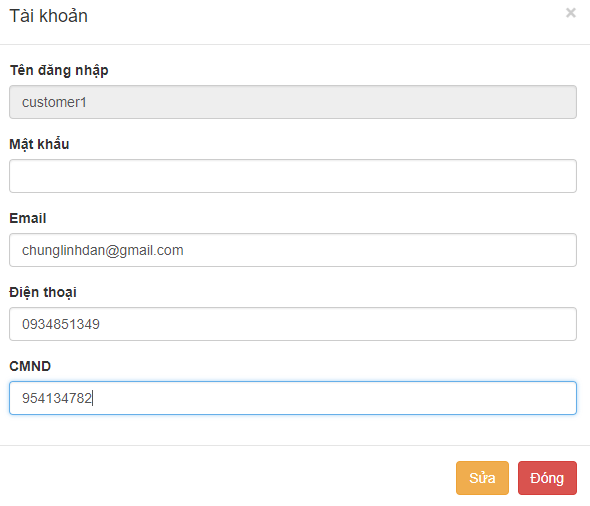 Tài khoản
×
Tên đăng nhập
customer1
Mật khẩu
Email
chunglinhdan@gmail.com
Điện thoại
0934851349
CMND
954134782
Sửa Đóng